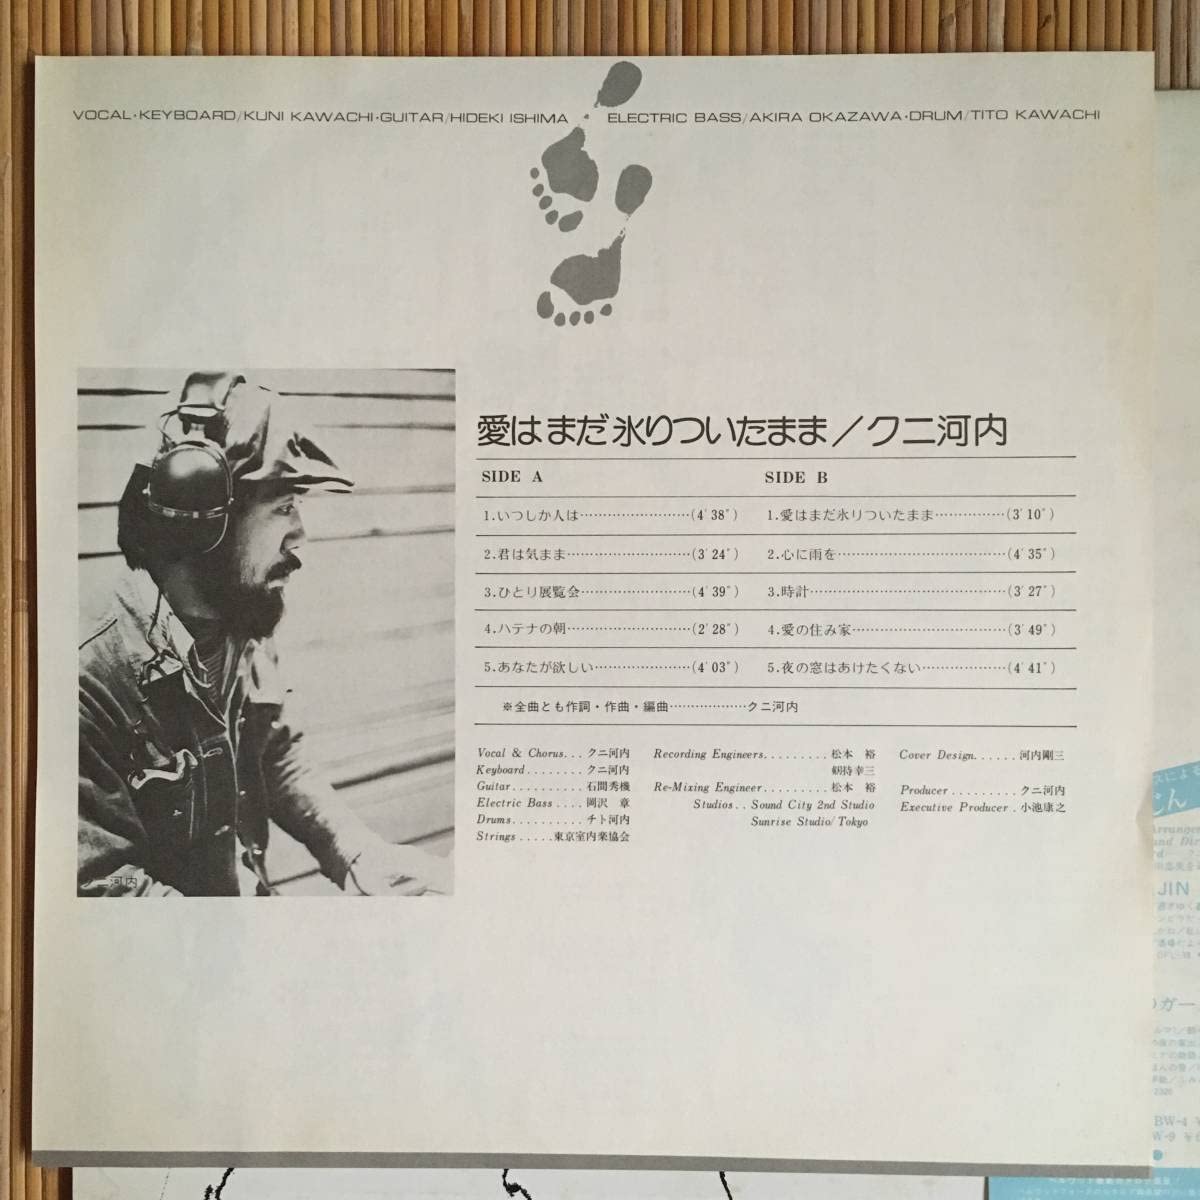 VOCAL・KEYBOARD/KUNI KAWACHI・GUITAR/HIDEKI ISHIMA ELECTRIC BASS/AKIRA OKAZAWA・DRUM/TITO KAWACHI
愛はまだ氷りついたまま／クニ河内
SIDE A
1.いつしか人は……………………(4′38″)
2.君は気まま………………………(3′24″)
3.ひとり展覧会……………………(4′39″)
4.ハテナの朝………………………(2′28″)
5.あなたが欲しい…………………(4′03″)
SIDE B
1.愛はまだ氷りついたまま…………(3′10″)
2.心に雨を……………………………(4′35″)
3.時計…………………………………(3′27″)
4.愛の住み家…………………………(3′49″)
5.夜の窓はあけたくない……………(4′41″)
※全曲とも作詞・作曲・編曲………………クニ河内
Vocal & Chorus...クニ河内
Keyboard........クニ河内
Guitar..........石間秀機
Electric Bass....岡沢 章
Drums..........チト河内
Strings.....東京室内楽協会
Recording Engineers.........松本 裕
幸三
Re-Mixing Engineer.........松本 裕
Studios..Sound City 2nd Studio
Sunrise Studio/Tokyo
Cover Design......河内剛三
Producer.........クニ河内
Executive Producer.小池康之
クニ河内
JIN
BW-4
W-9